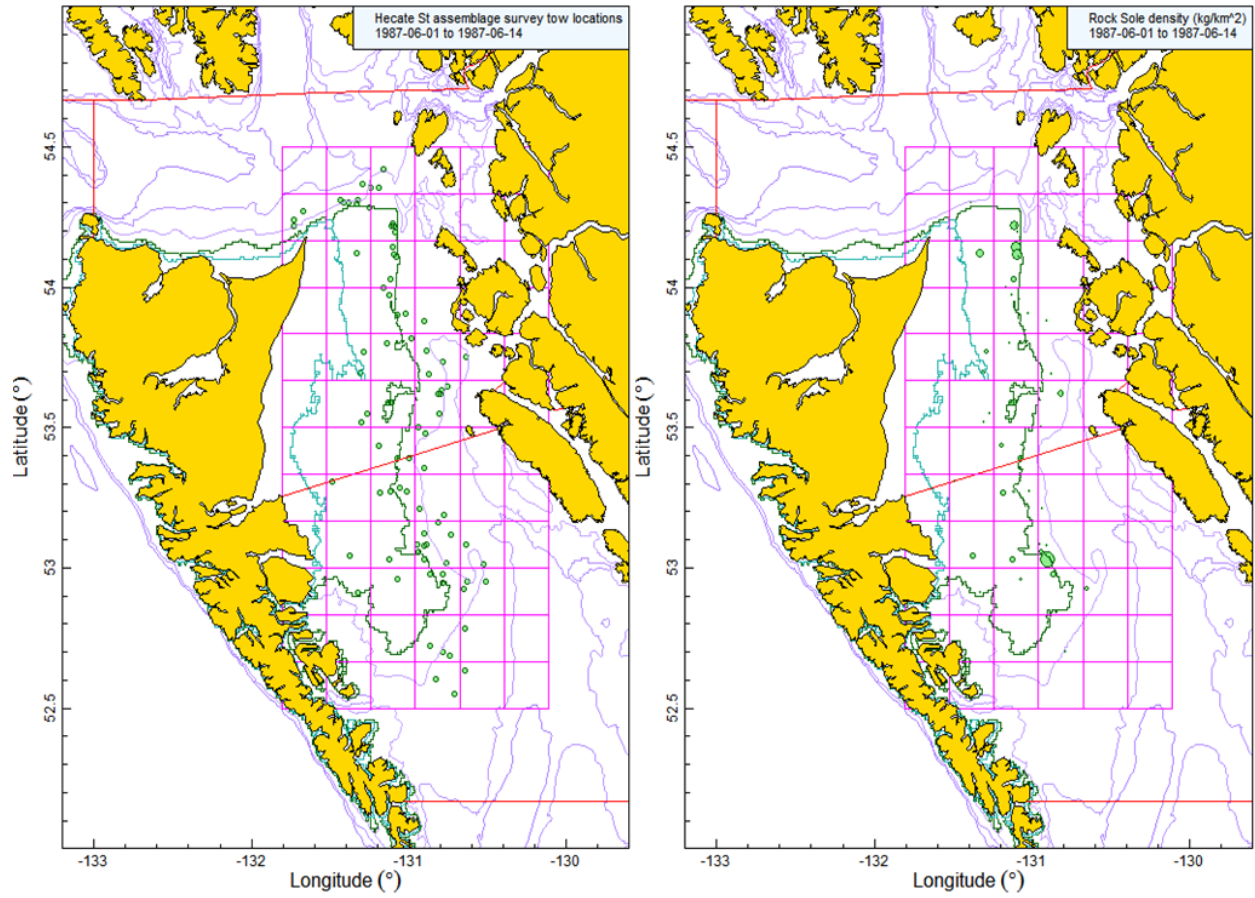 Hecate St assemblage survey tow locations
1987-06-01 to 1987-06-14
54.5
54
53.5
53
52.5
Latitude (°)
-133
-132
-131
-130
Longitude (°)
Rock Sole density (kg/km^2)
1987-06-01 to 1987-06-14
54.5
54
53.5
53
52.5
Latitude (°)
-133
-132
-131
-130
Longitude (°)